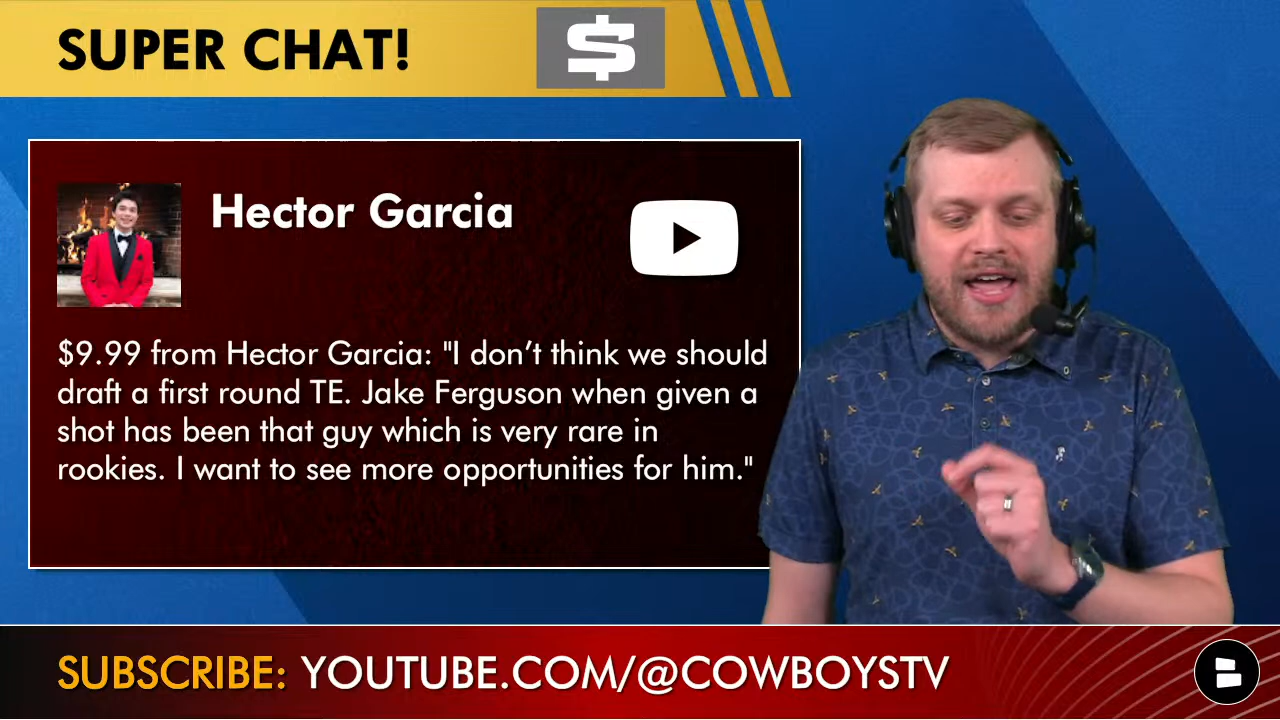 SUPER CHAT!
$
Hector Garcia
$9.99 from Hector Garcia: "I don’t think we should
draft a first round TE. Jake Ferguson when given a
shot has been that guy which is very rare in
rookies. I want to see more opportunities for him."
SUBSCRIBE: YOUTUBE.COM/@COWBOYSTV